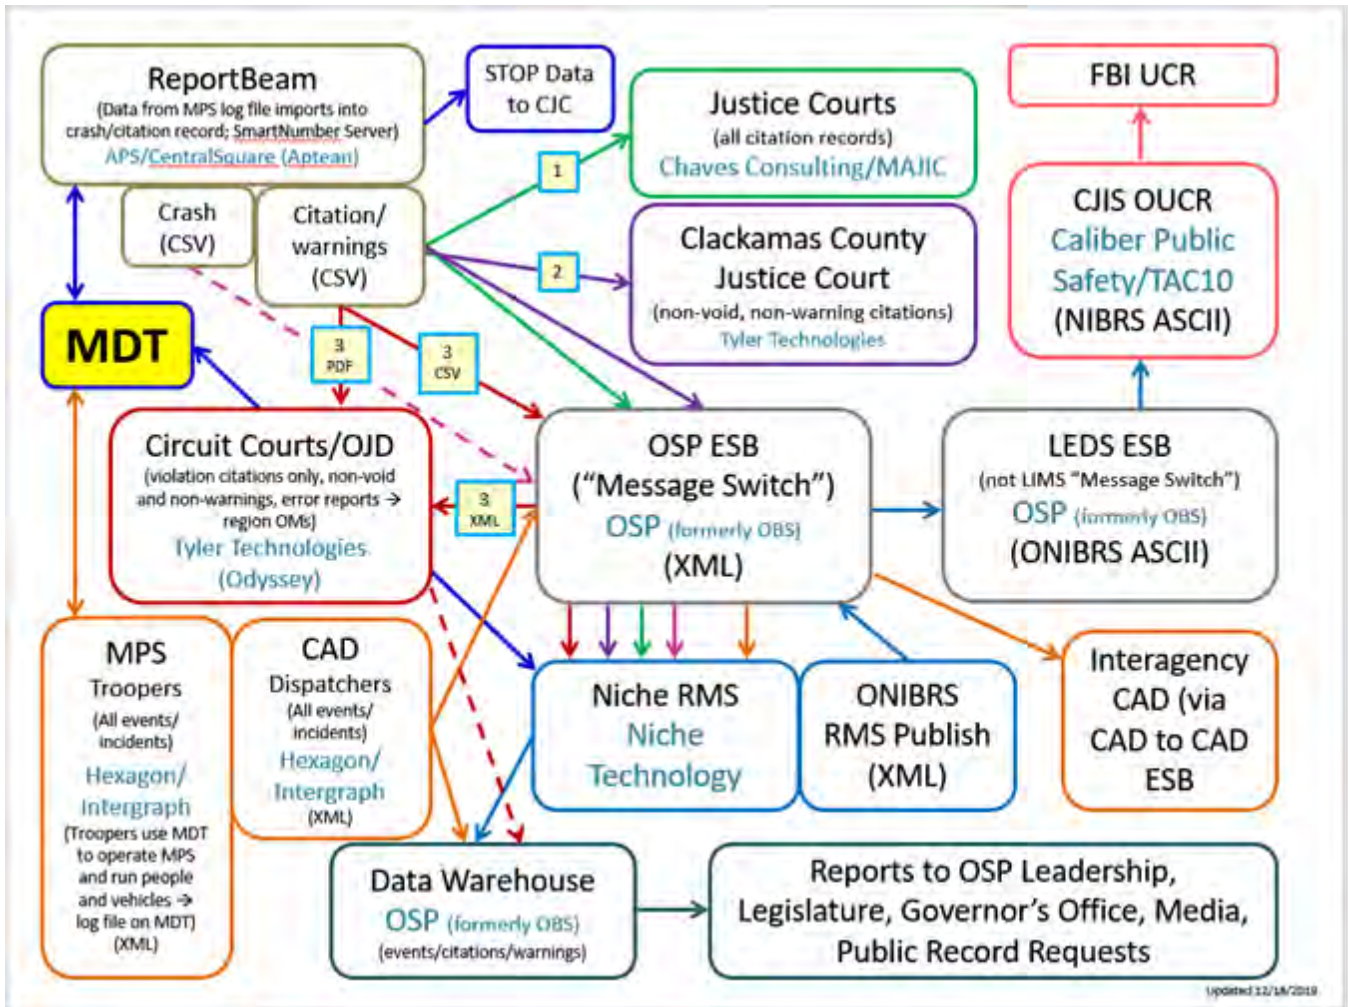 ReportBeam
(Data from MPS log file imports into
crash/citation record; SmartNumber Server)
APS/CentralSquare (Aptean)
Crash
(CSV)
Citation/
warnings
(CSV)
STOP Data
to CJC
1
Justice Courts
(all citation records)
Chaves Consulting/MAJIC
2
Clackamas County
Justice Court
(non-void, non-warning citations)
Tyler Technologies
FBI UCR
CJIS OUCR
Caliber Public
Safety/TAC10
(NIBRS ASCII)
MDT
3
PDF
3
CSV
Circuit Courts/OJD
(violation citations only, non-void
and non-warnings, error reports →
region OMs)
Tyler Technologies
(Odyssey)
3
XML
OSP ESB
(“Message Switch”)
OSP (formerly OBS)
(XML)
LEDS ESB
(not LIMS “Message Switch”)
OSP (formerly OBS)
(ONIBRS ASCII)
MPS
Troopers
(All events/
incidents)
Hexagon/
Intergraph
(Troopers use MDT
to operate MPS
and run people
and vehicles →
log file on MDT)
(XML)
CAD
Dispatchers
(All events/
incidents)
Hexagon/
Intergraph
(XML)
Niche RMS
Niche
Technology
ONIBRS
RMS Publish
(XML)
Interagency
CAD (via
CAD to CAD
ESB
Data Warehouse
OSP (formerly OBS)
(events/citations/warnings)
Reports to OSP Leadership,
Legislature, Governor’s Office, Media,
Public Record Requests
Updated 12/18/2019